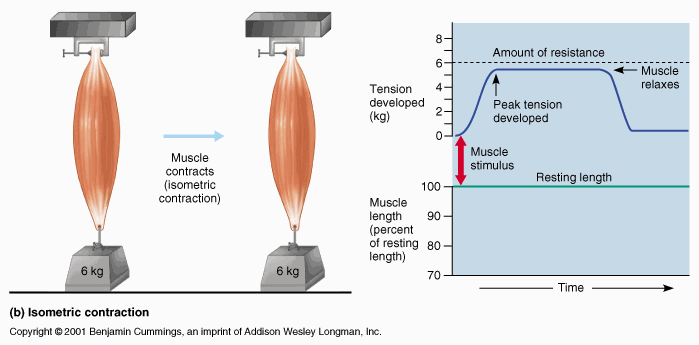 6 kg
Muscle
contracts
(isometric
contraction)
6 kg
Tension
developed
(kg)
8
6
4
2
0
Amount of resistance
Peak tension
developed
Muscle
relaxes
Muscle
stimulus
Muscle
length
(percent
of resting
length)
100
90
80
70
Resting length
Time
(b) Isometric contraction
Copyright © 2001 Benjamin Cummings, an imprint of Addison Wesley Longman, Inc.